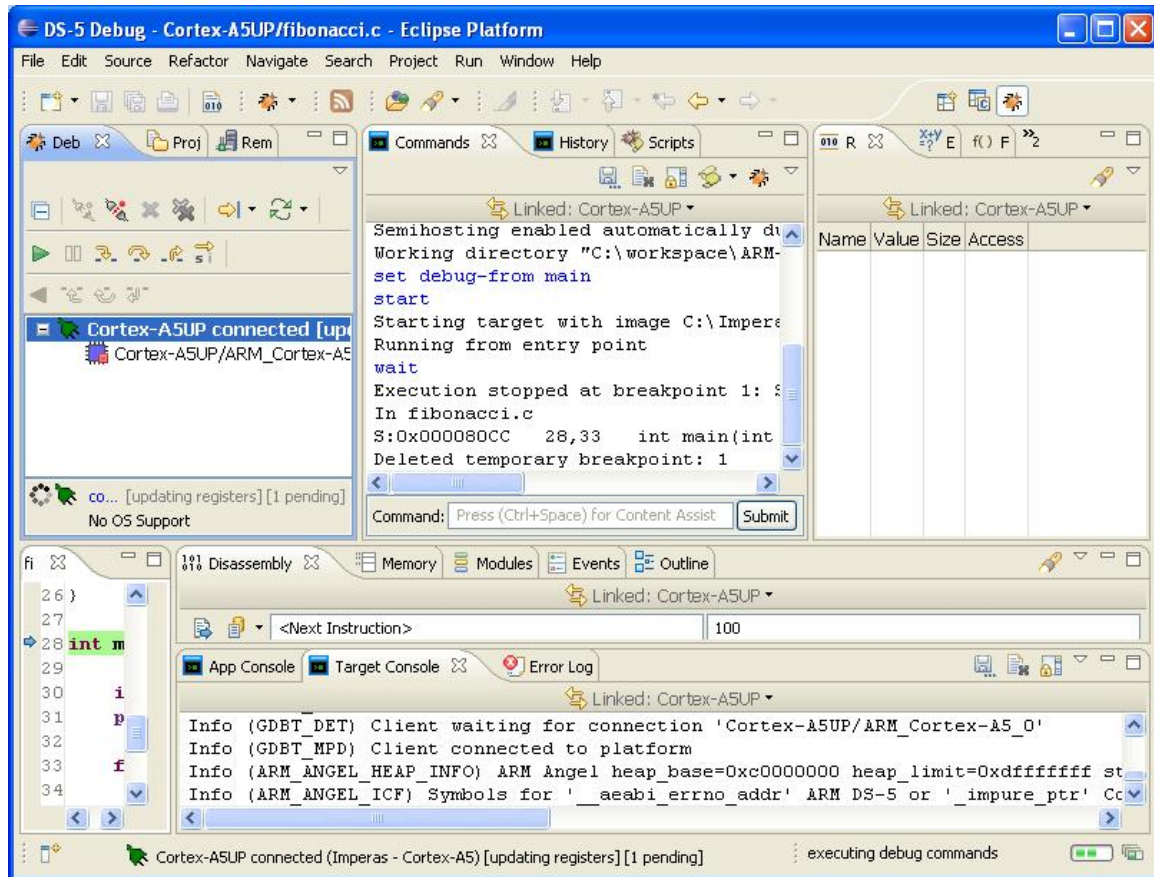 DS-5 Debug - Cortex-A5UP/fibonacci.c - Eclipse Platform
File Edit Source Refactor Navigate Search Project Run Window Help
Deb Proj Rem
Commands History Scripts
010 R X+Y=? E f() F »2
Linked: Cortex-A5UP
Linked: Cortex-A5UP
Semihosting enabled automatically du
Working directory "C:\workspace\ARM-
set debug-from main
start
Starting target with image C:\Impera
Running from entry point
wait
Execution stopped at breakpoint 1: S
In fibonacci.c
S:0x000080CC 28,33 int main(int
Deleted temporary breakpoint: 1
Name Value Size Access
Cortex-A5UP connected [upd
Cortex-A5UP/ARM_Cortex-A5
co... [updating registers] [1 pending]
No OS Support
Command: Press (Ctrl+Space) for Content Assist Submit
fi
26 }
27
28 int m
29
30 i
31 p
32
33 f
34
Disassembly Memory Modules Events Outline
Linked: Cortex-A5UP
<Next Instruction> 100
App Console Target Console Error Log
Linked: Cortex-A5UP
Info (GDBT_DET) Client waiting for connection 'Cortex-A5UP/ARM_Cortex-A5_0'
Info (GDBT_MPD) Client connected to platform
Info (ARM_ANGEL_HEAP_INFO) ARM Angel heap_base=0xc0000000 heap_limit=0xdfffffff st
Info (ARM_ANGEL_ICF) Symbols for '__aeabi_errno_addr' ARM DS-5 or '_impure_ptr' Co
Cortex-A5UP connected (Imperas - Cortex-A5) [updating registers] [1 pending]
executing debug commands